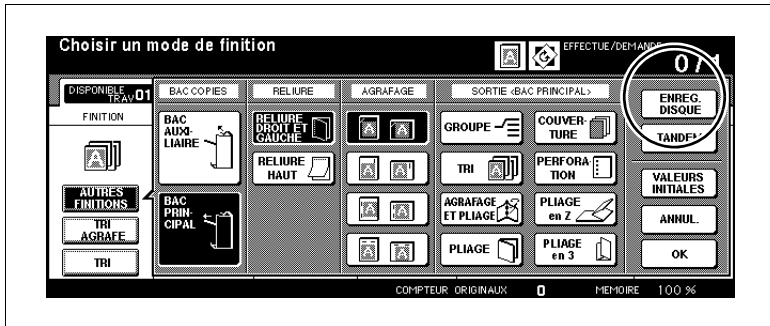 Choisir un mode de finition
EFFECTUE/DEMANDE
0/1
DISPONIBLE
TRAV 01
FINITION
AUTRES
FINITIONS
TRI
AGRAFE
TRI
BAC COPIES
BAC
AUXI-
LIAIRE
BAC
PRIN-
CIPAL
RELIURE
RELIURE
DROIT ET
GAUCHE
RELIURE
HAUT
AGRAFAGE
SORTIE <BAC PRINCIPAL>
GROUPE
COUVER-
TURE
TRI
PERFORA-
TION
AGRAFAGE
ET PLIAGE
PLIAGE
en Z
PLIAGE
PLIAGE
en 3
ENREG.
DISQUE
TANDEM
VALEURS
INITIALES
ANNUL.
OK
COMPTEUR ORIGINAUX 0 MEMOIRE 100 %